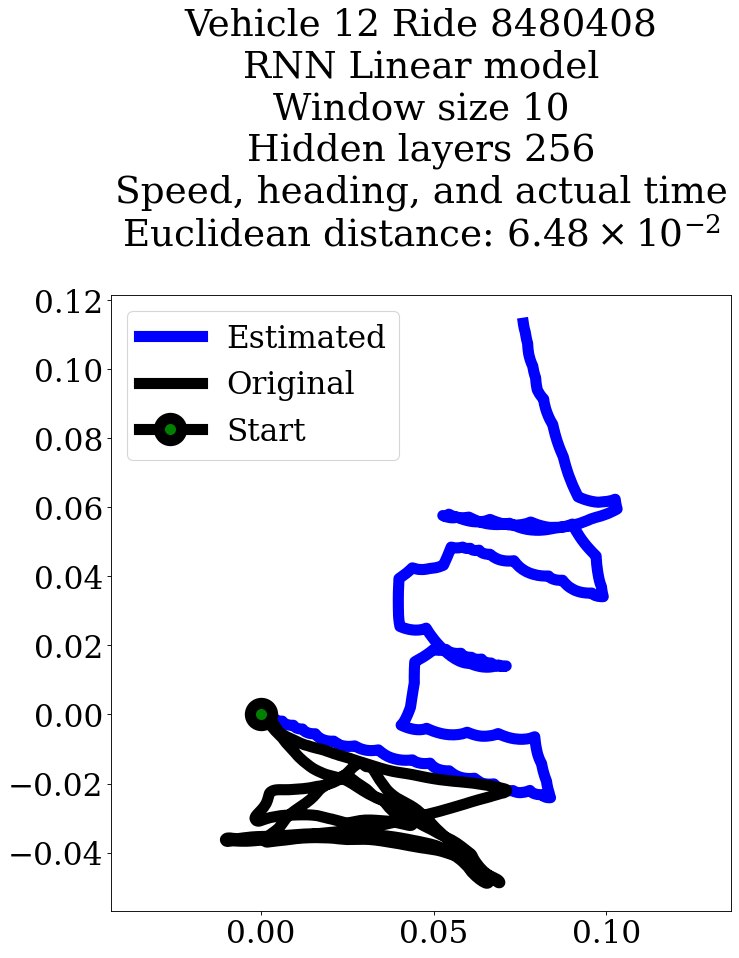 Vehicle 12 Ride 8480408
RNN Linear model
Window size 10
Hidden layers 256
Speed, heading, and actual time
Euclidean distance: 6.48 × 10⁻²
Estimated
Original
Start
0.12
0.10
0.08
0.06
0.04
0.02
0.00
−0.02
−0.04
0.00 0.05 0.10